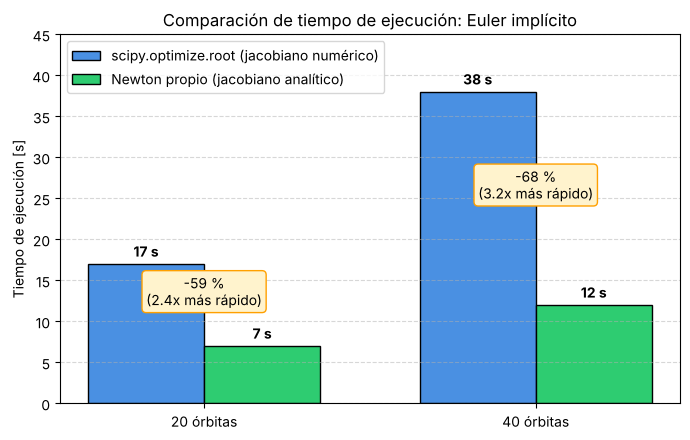 Comparación de tiempo de ejecución: Euler implícito
Tiempo de ejecución [s]
45
40
35
30
25
20
15
10
5
0
scipy.optimize.root (jacobiano numérico)
Newton propio (jacobiano analítico)
17 s
-59 %
(2.4x más rápido)
7 s
38 s
-68 %
(3.2x más rápido)
12 s
20 órbitas
40 órbitas